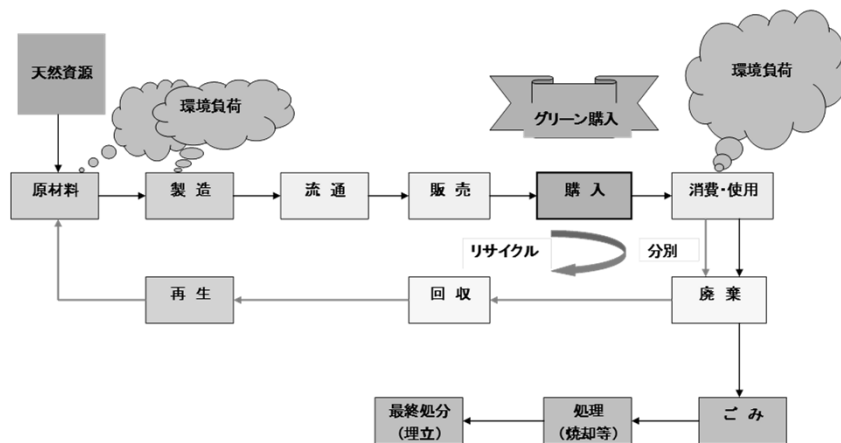 天然資源
環境負荷
グリーン購入
環境負荷
原材料
製 造
流 通
販 売
購 入
消費・使用
リサイクル
分別
再 生
回 収
廃 棄
最終処分
（埋立）
処理
（焼却等）
ご み